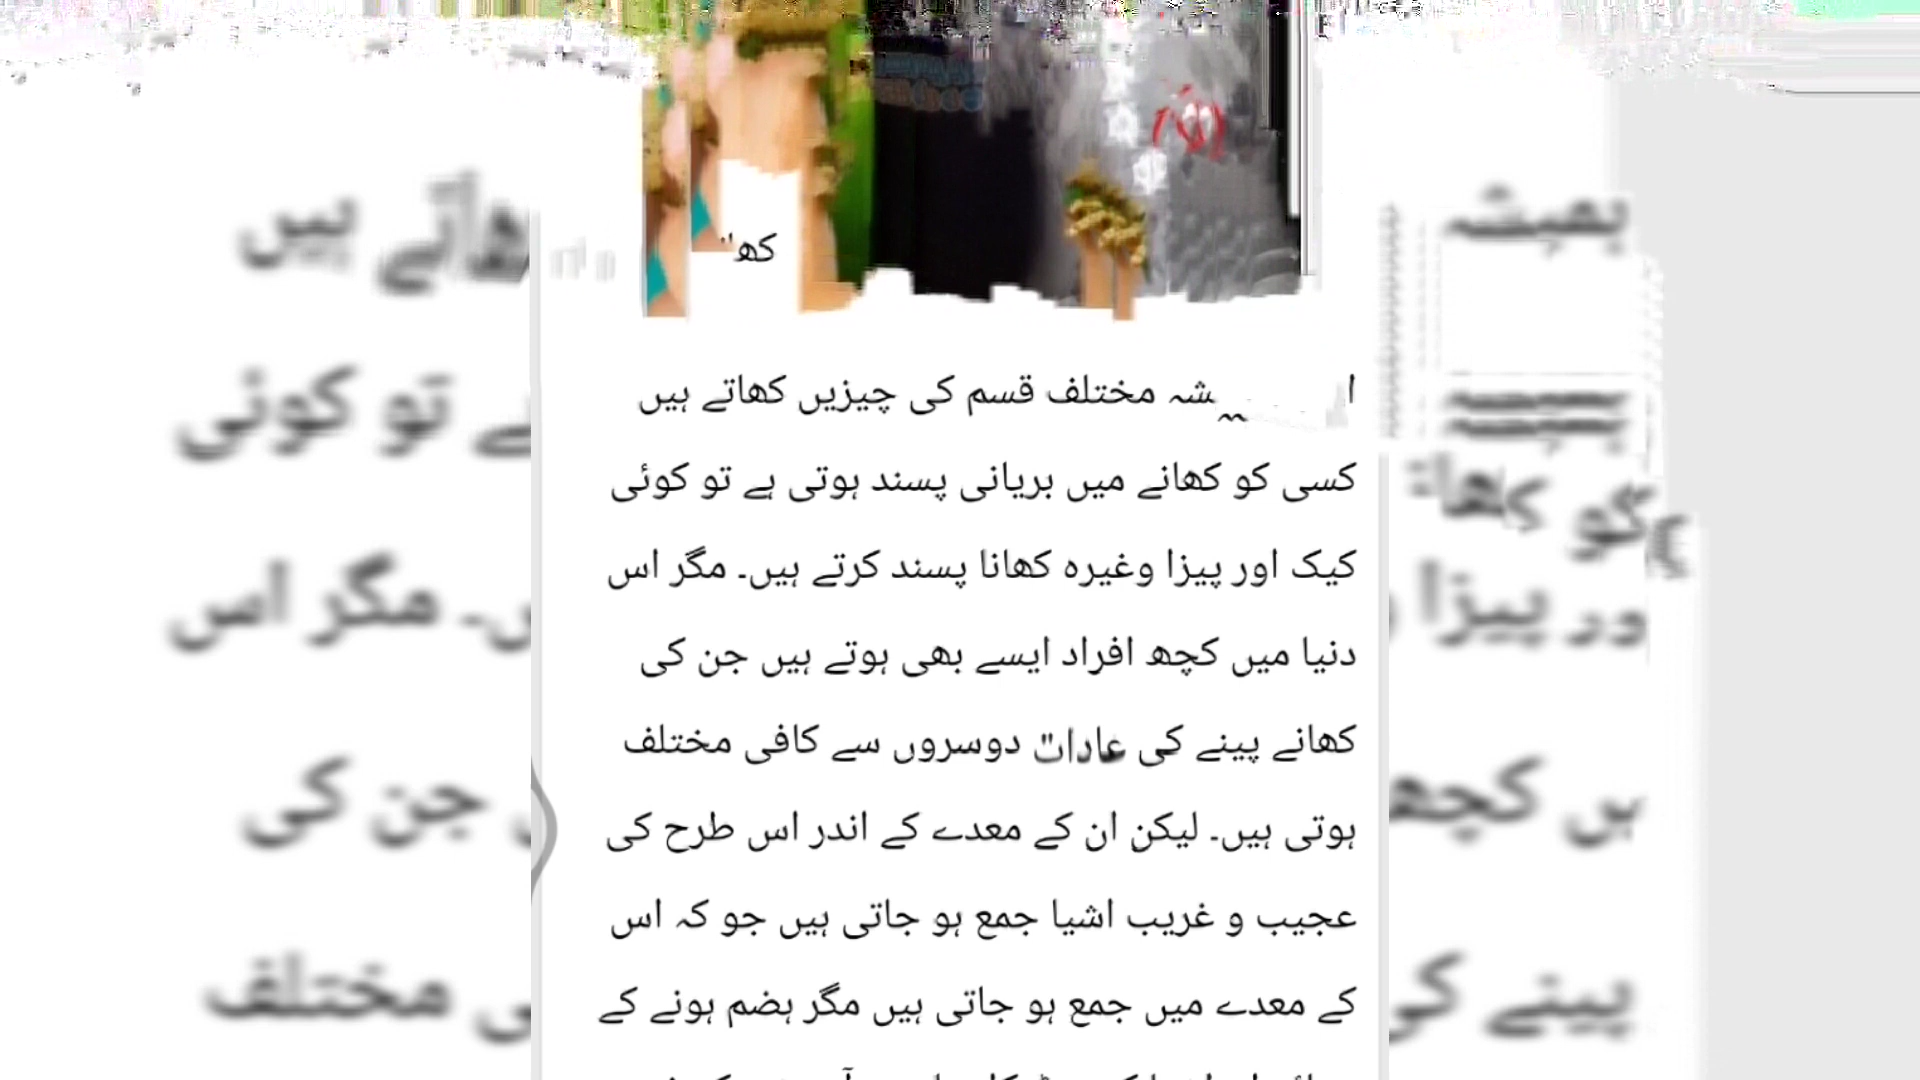 مختلف قسم کی چیزیں کھاتے ہیں
کسی کو کھانے میں بریانی پسند ہوتی ہے تو کوئی
کیک اور پیزا وغیرہ کھانا پسند کرتے ہیں۔ مگر اس
دنیا میں کچھ افراد ایسے بھی ہوتے ہیں جن کی
کھانے پینے کی عادات دوسروں سے کافی مختلف
ہوتی ہیں۔ لیکن ان کے معدے کے اندر اس طرح کی
عجیب و غریب اشیا جمع ہو جاتی ہیں جو کہ اس
کے معدے میں جمع ہو جاتی ہیں مگر ہضم ہونے کے